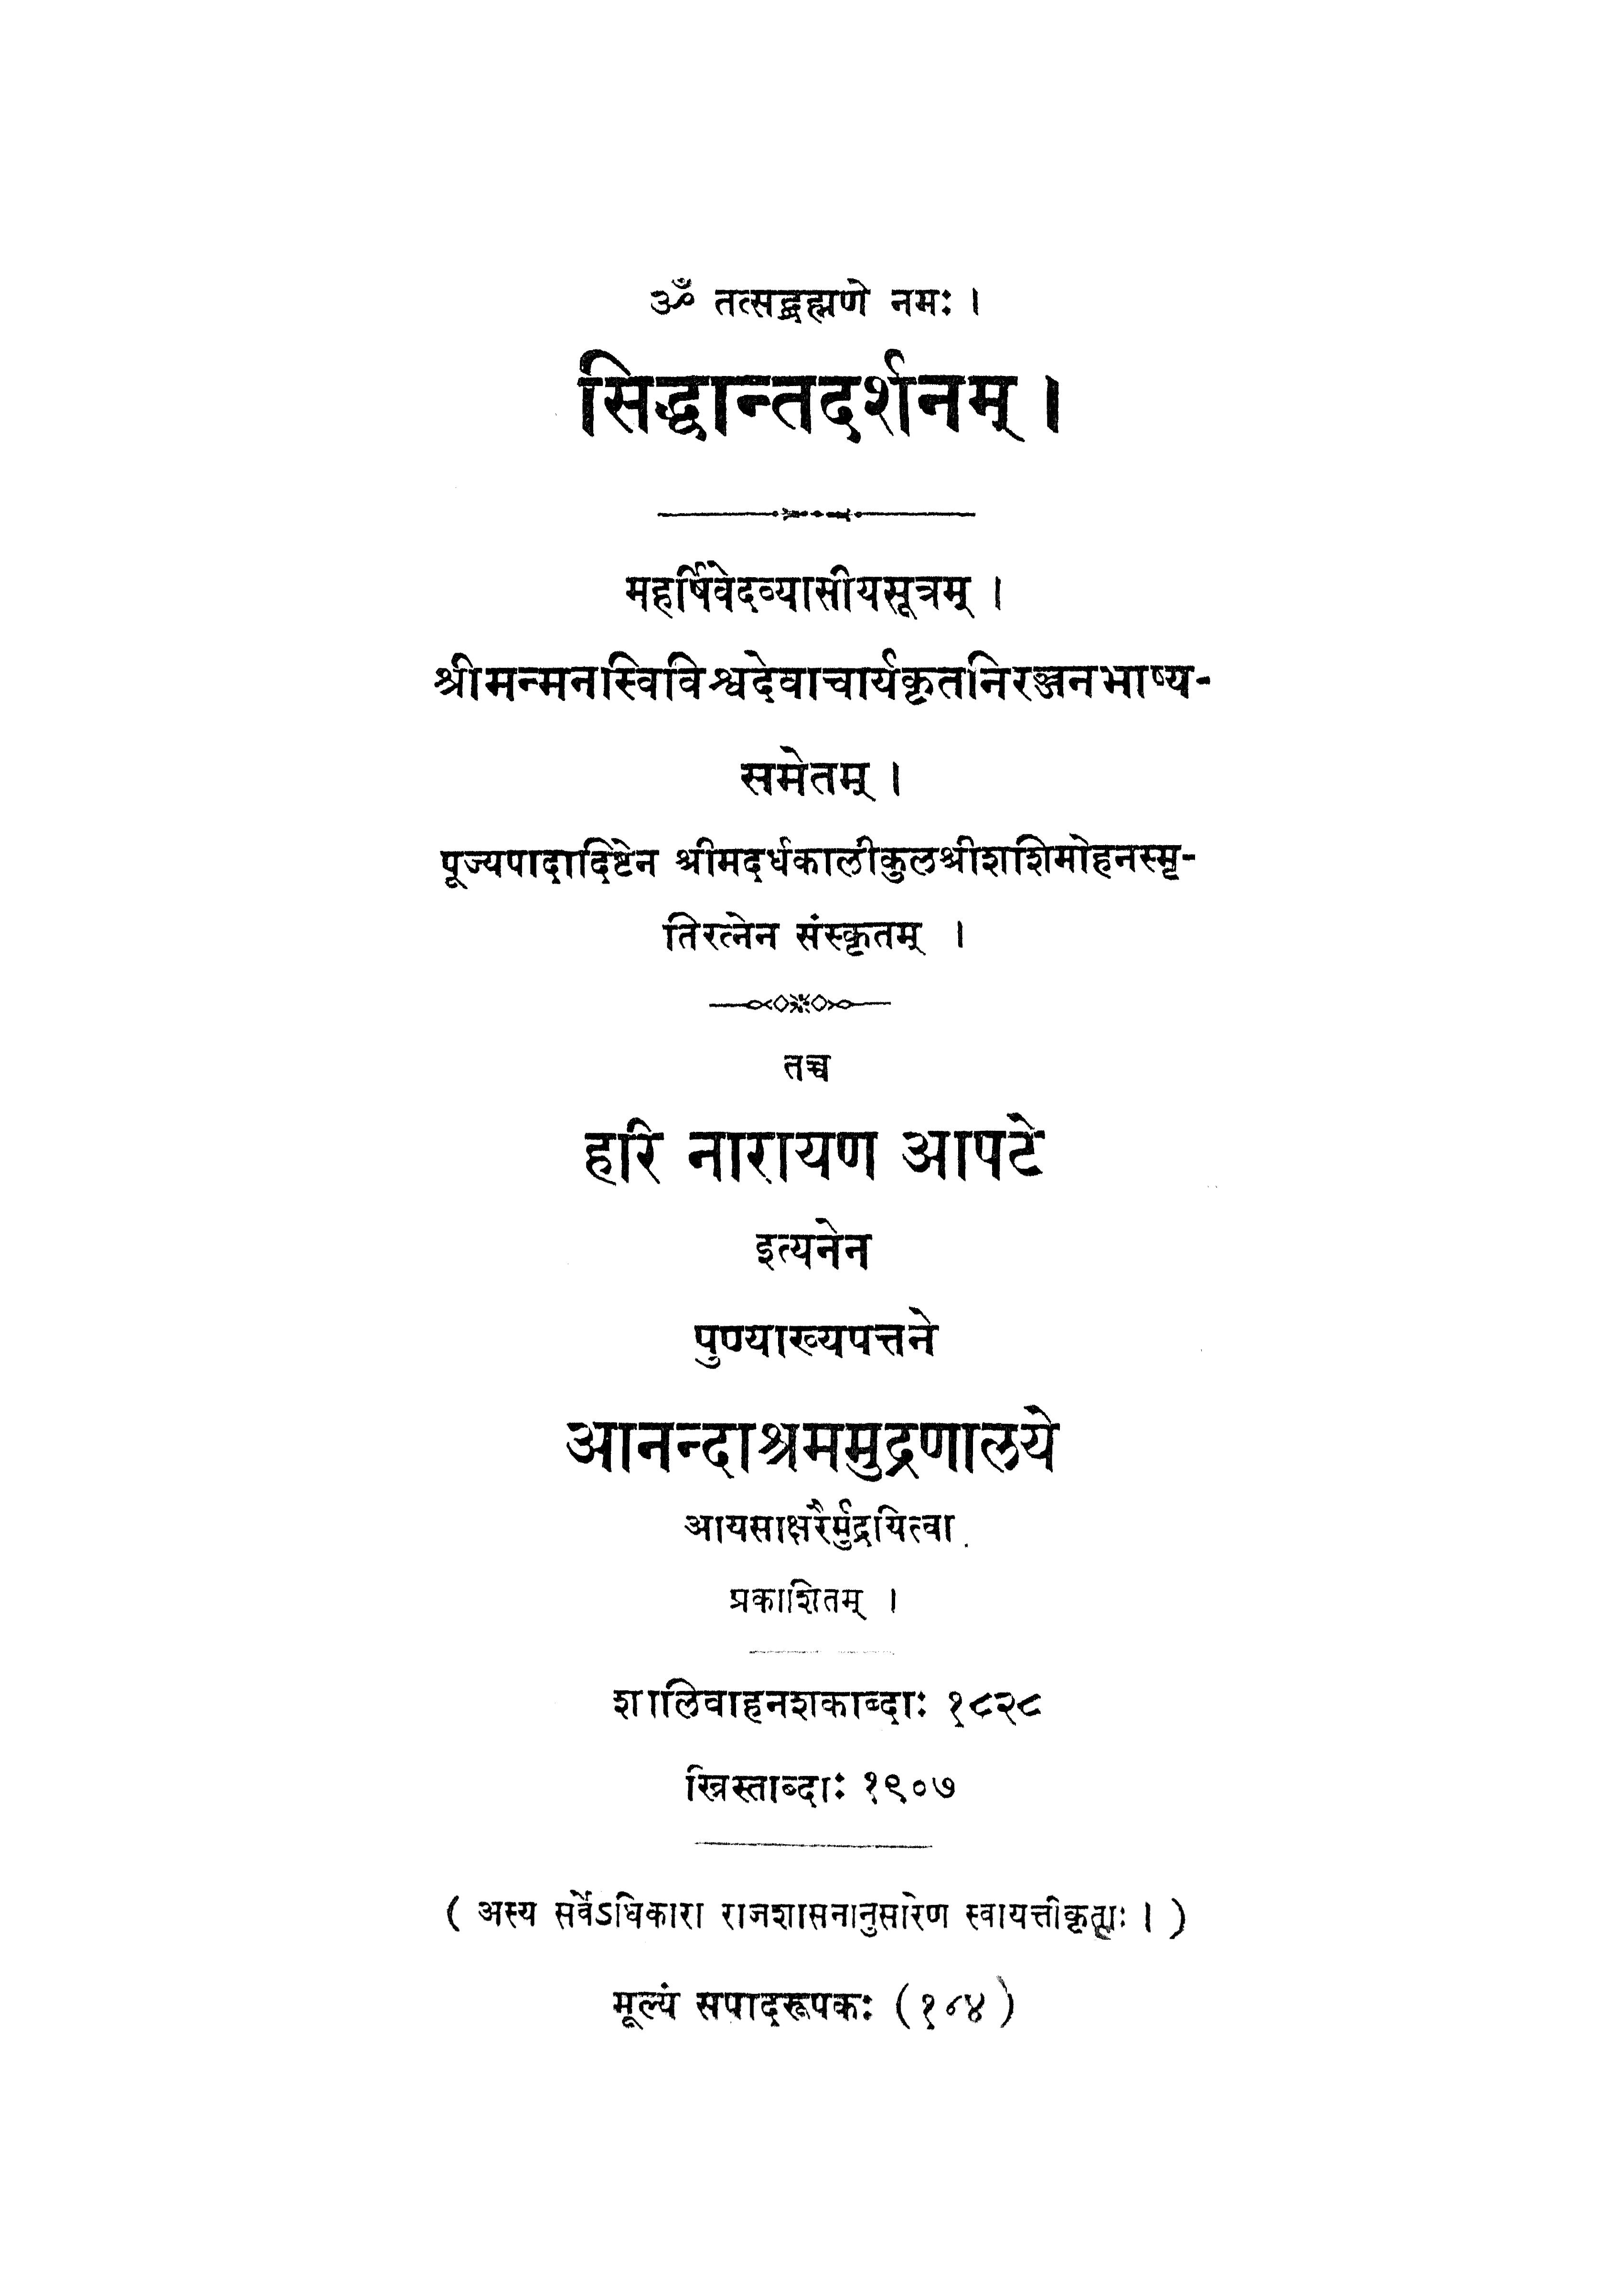 ॐ तत्सद्ब्रह्मणे नमः ।
सिद्धान्तदर्शनम् ।
महर्षिवेदव्यासीयसूत्रम् ।
श्रीमन्मनस्विविश्वदेवाचार्यकृतनिरञ्जनभाष्य-
समेतम् ।
पूज्यपादादिष्टेन श्रीमदर्धकालीकुलश्रीशशिमोहनस्मृ-
तिरत्नेन संस्कृतम् ।
तच्च
हरि नारायण आपटे
इत्यनेन
पुण्याख्यपत्तने
आनन्दाश्रममुद्रणालये
आयसाक्षरैर्मुद्रयित्वा
प्रकाशितम् ।
शालिवाहनशकाब्दाः १८२८
ख्रिस्ताब्दाः १९०७
( अस्य सर्वेऽधिकारा राजशासनानुसारेण स्वायत्तीकृताः । )
मूल्यं सपादरूपकः (१८४)